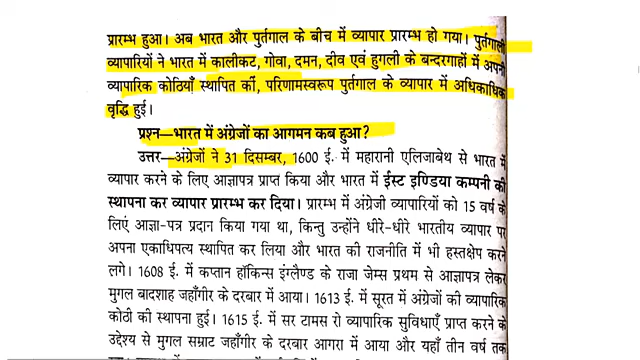 प्रारम्भ हुआ। अब भारत और पुर्तगाल के बीच में व्यापार प्रारम्भ हो गया। पुर्तगाली
व्यापारियों ने भारत में कालीकट, गोवा, दमन, दीव एवं हुगली के बन्दरगाहों में अपनी
व्यापारिक कोठियाँ स्थापित कीं, परिणामस्वरूप पुर्तगाल के व्यापार में अधिकाधिक
वृद्धि हुई।
प्रश्न—भारत में अंग्रेजों का आगमन कब हुआ?
उत्तर—अंग्रेजों ने 31 दिसम्बर, 1600 ई. में महारानी एलिजाबेथ से भारत में
व्यापार करने के लिए आज्ञापत्र प्राप्त किया और भारत में ईस्ट इण्डिया कम्पनी की
स्थापना कर व्यापार प्रारम्भ कर दिया। प्रारम्भ में अंग्रेजी व्यापारियों को 15 वर्ष के
लिएं आज्ञा-पत्र प्रदान किया गया था, किन्तु उन्होंने धीरे-धीरे भारतीय व्यापार पर
अपना एकाधिपत्य स्थापित कर लिया और भारत की राजनीति में भी हस्तक्षेप करने
लगे। 1608 ई. में कप्तान हॉकिन्स इंग्लैण्ड के राजा जेम्स प्रथम से आज्ञापत्र लेकर
मुगल बादशाह जहाँगीर के दरबार में आया। 1613 ई. में सूरत में अंग्रेजों की व्यापारिक
कोठी की स्थापना हुई। 1615 ई. में सर टामस रो व्यापारिक सुविधाएँ प्राप्त करने के
उद्देश्य से मुगल सम्राट जहाँगीर के दरबार आगरा में आया और यहाँ तीन वर्ष तक